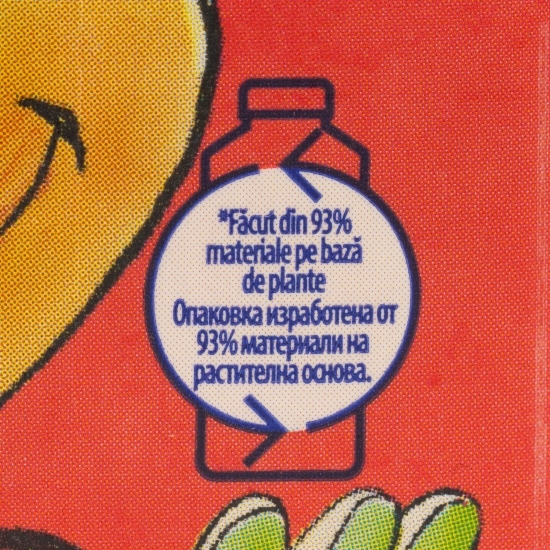 *Făcut din 93%
materiale pe bază
de plante
Опаковка изработена от
93% материали на
растителна основа.